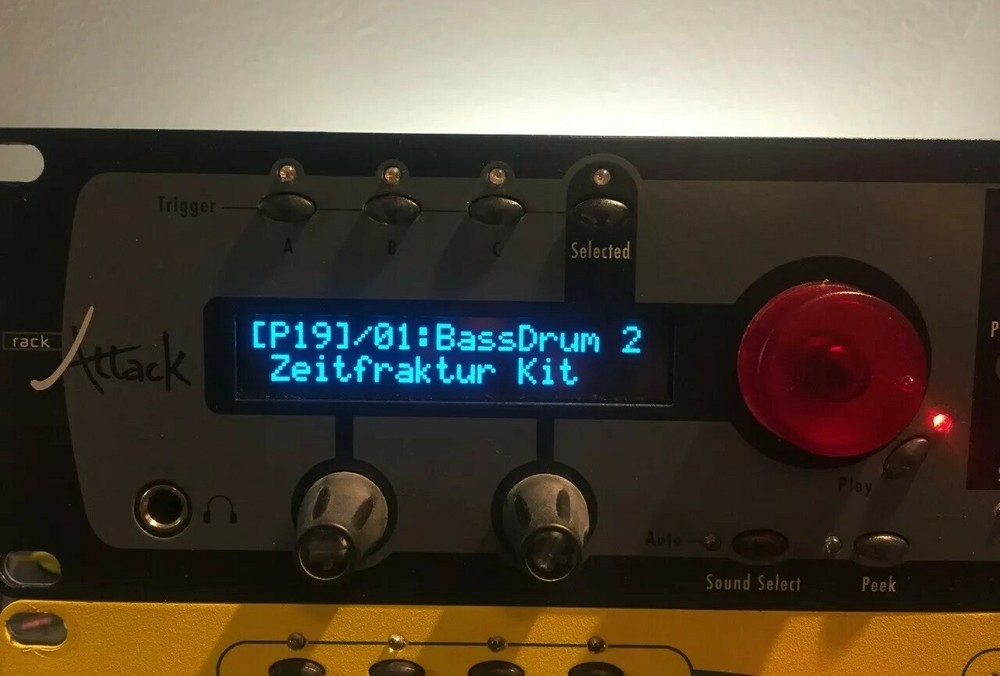 Trigger
A B C Selected
[P19]/01:BassDrum 2
Zeitfraktur Kit
rack Attack
Play
Auto
Sound Select Peek
P